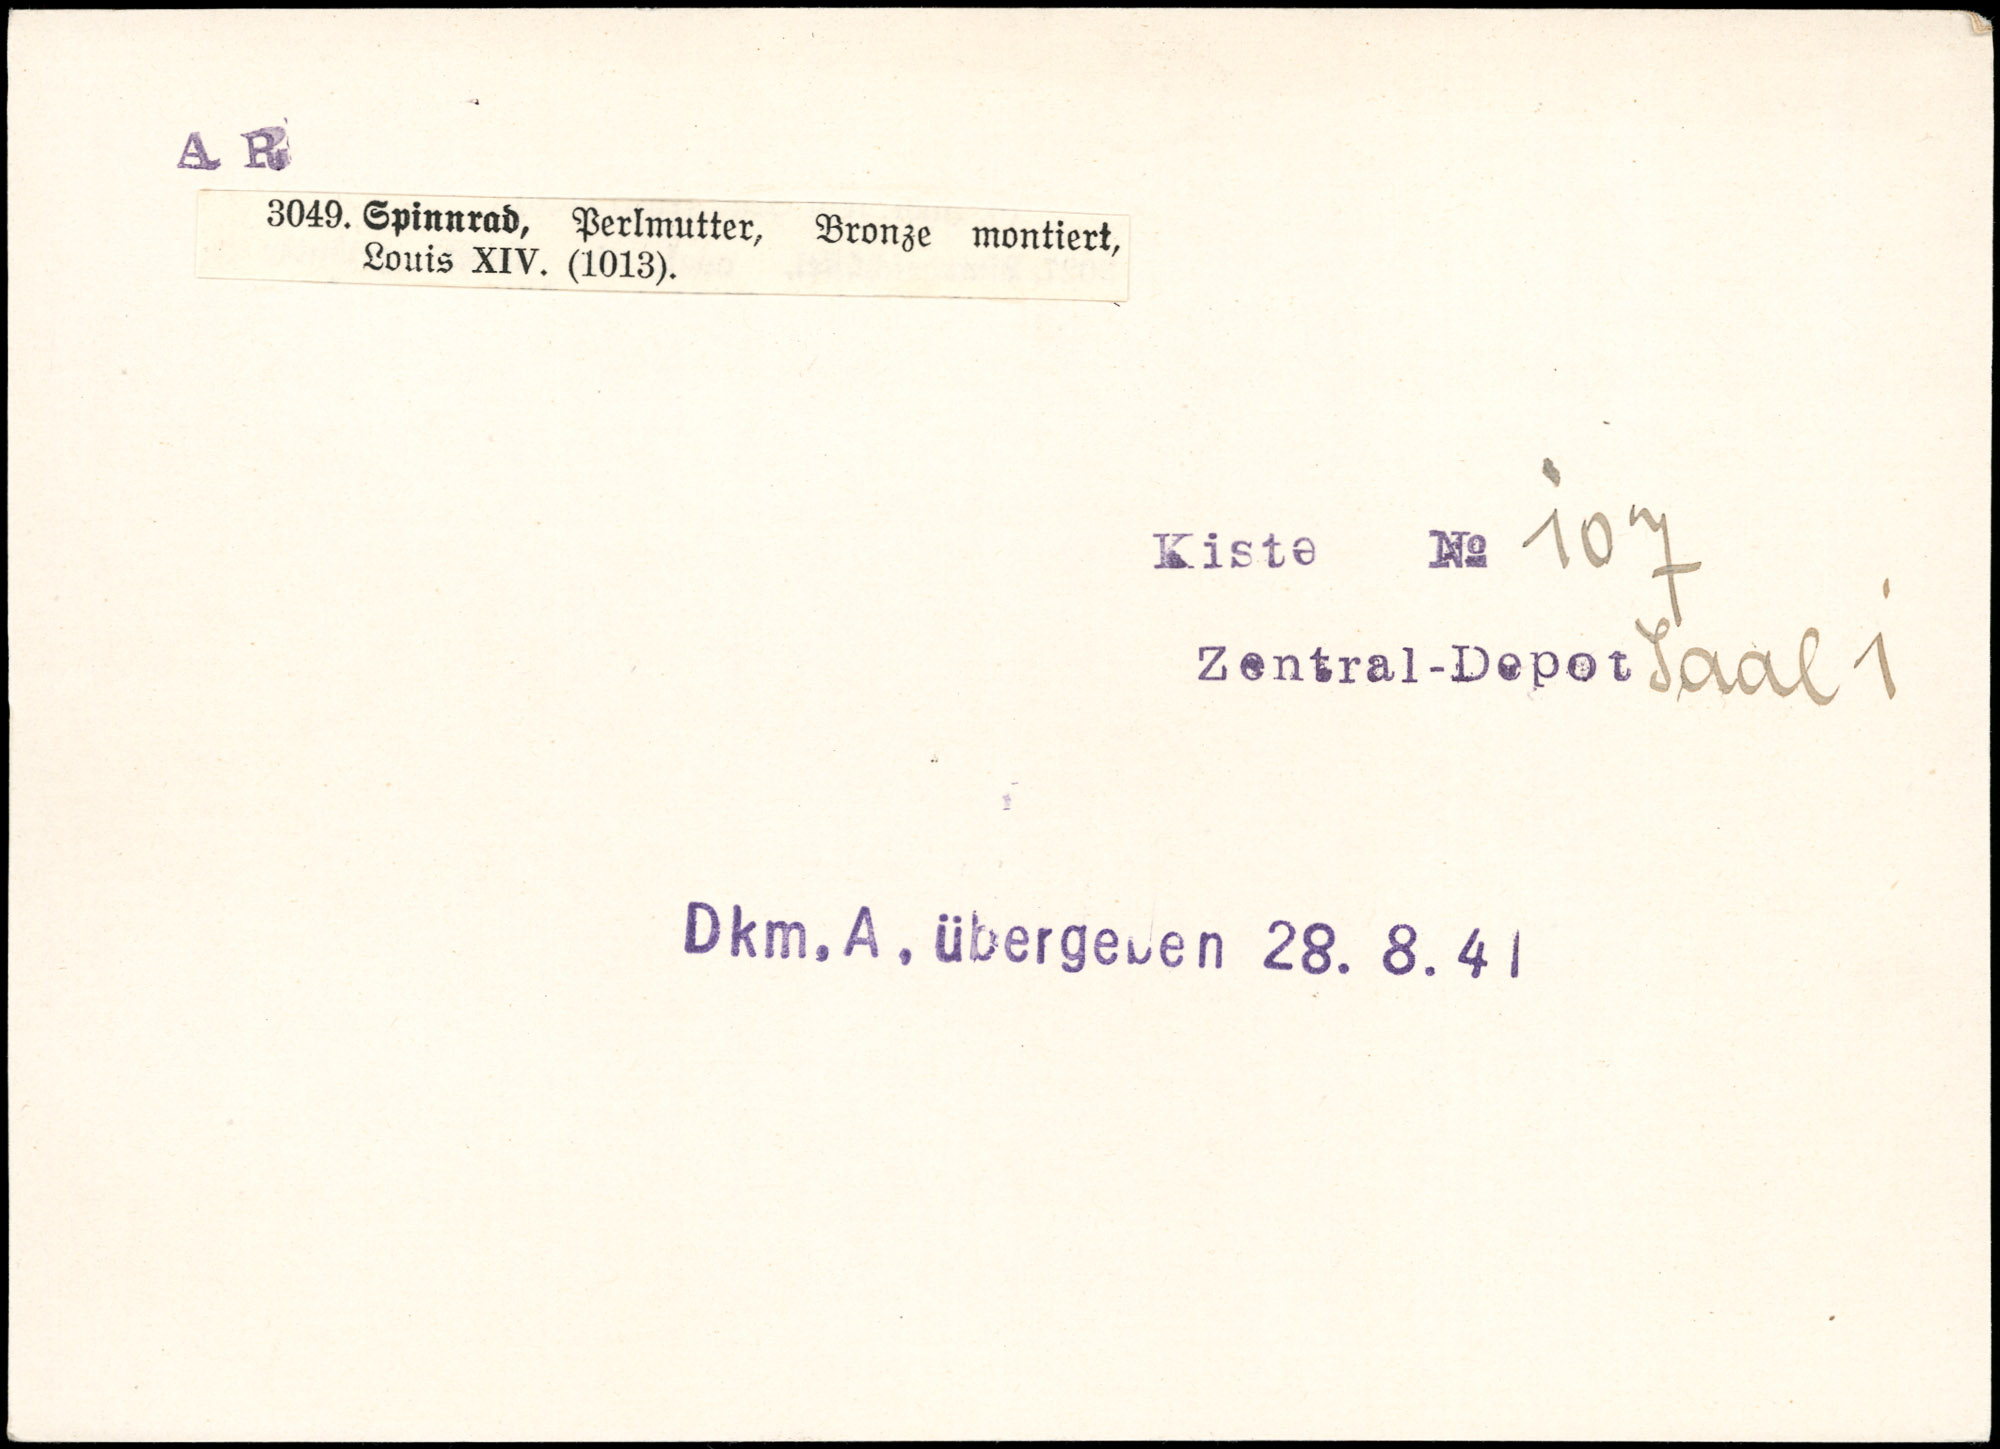 A R
3049. Spinnrad, Perlmutter, Bronze montiert,
Louis XIV. (1013).
Kiste № 107
Zentral-Depot Saal 1
Dkm. A. übergeben 28. 8. 41